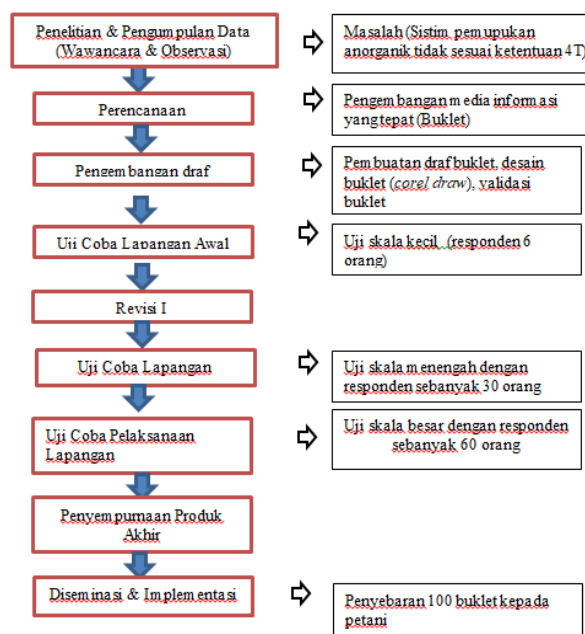 Penelitian & Pengumpulan Data
(Wawancara & Observasi)
Masalah (Sistim pemupukan
anorganik tidak sesuai ketentuan 4T)
Perencanaan
Pengembangan media informasi
yang tepat (Buklet)
Pengembangan draf
Pembuatan draf buklet, desain
buklet (corel draw), validasi
buklet
Uji Coba Lapangan Awal
Uji skala kecil (responden 6
orang)
Revisi I
Uji Coba Lapangan
Uji skala menengah dengan
responden sebanyak 30 orang
Uji Coba Pelaksanaan
Lapangan
Uji skala besar dengan responden
sebanyak 60 orang
Penyempurnaan Produk
Akhir
Diseminasi & Implementasi
Penyebaran 100 buklet kepada
petani